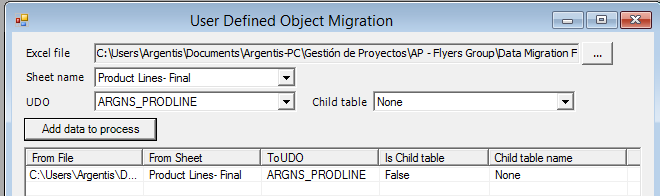 User Defined Object Migration
Excel file C:\Users\Argentis\Documents\Argentis-PC\Gestión de Proyectos\AP - Flyers Group\Data Migration F ...
Sheet name Product Lines- Final
UDO ARGNS_PRODLINE Child table None
Add data to process
From File From Sheet ToUDO Is Child table Child table name
C:\Users\Argentis\D... Product Lines- Final ARGNS_PRODLINE False None